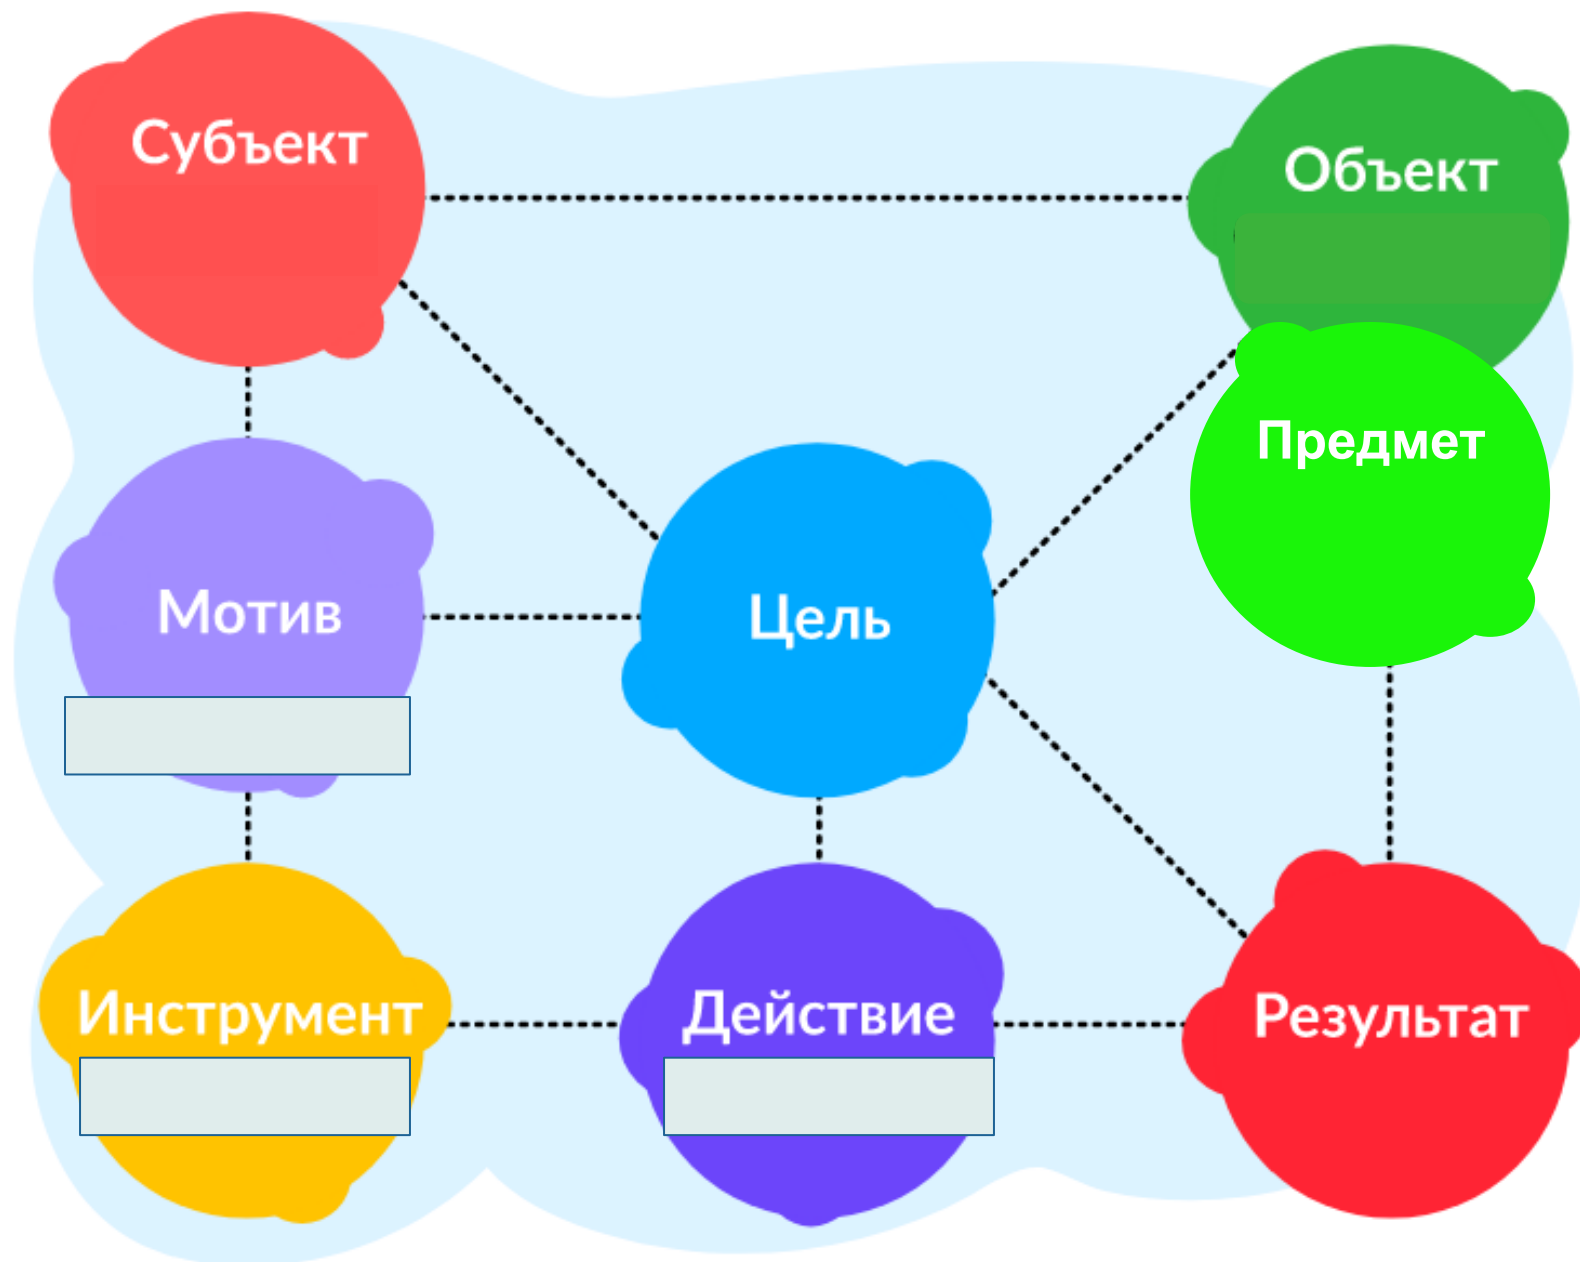 Субъект
Объект
Предмет
Мотив
Цель
Инструмент
Действие
Результат